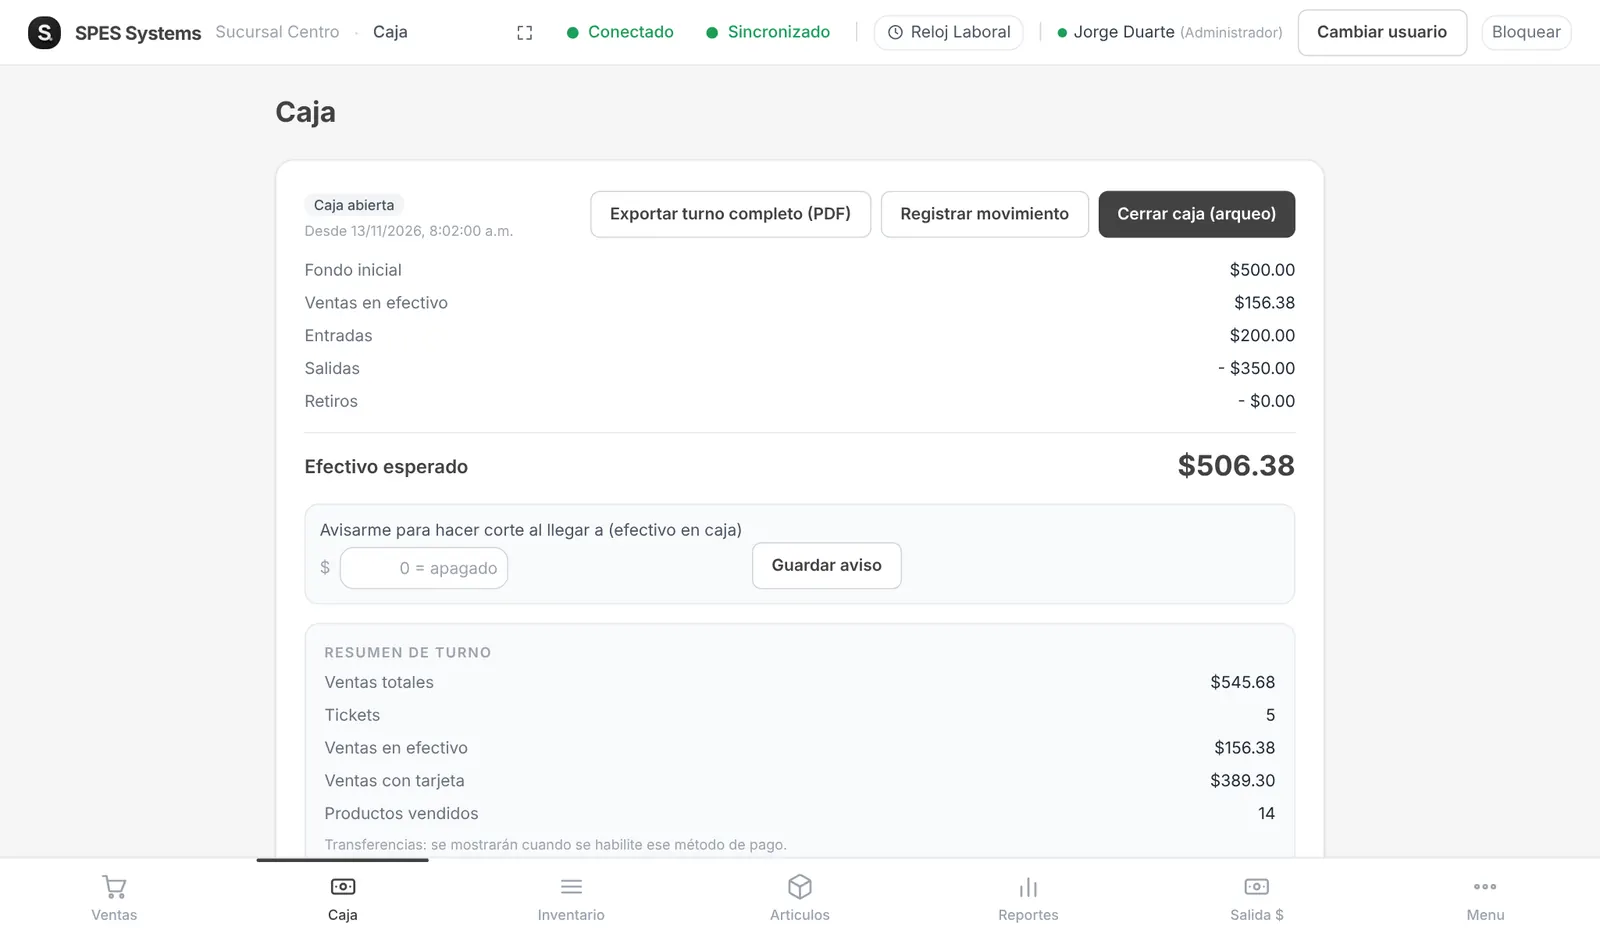 S. SPES Systems Sucursal Centro · Caja Conectado Sincronizado Reloj Laboral Jorge Duarte (Administrador) Cambiar usuario Bloquear
Caja
Caja abierta
Desde 13/11/2026, 8:02:00 a.m.
Exportar turno completo (PDF) Registrar movimiento Cerrar caja (arqueo)
Fondo inicial $500.00
Ventas en efectivo $156.38
Entradas $200.00
Salidas - $350.00
Retiros - $0.00
Efectivo esperado $506.38
Avisarme para hacer corte al llegar a (efectivo en caja)
$ 0 = apagado Guardar aviso
RESUMEN DE TURNO
Ventas totales $545.68
Tickets 5
Ventas en efectivo $156.38
Ventas con tarjeta $389.30
Productos vendidos 14
Transferencias: se mostrarán cuando se habilite ese método de pago.
Ventas Caja Inventario Articulos Reportes Salida $ Menu